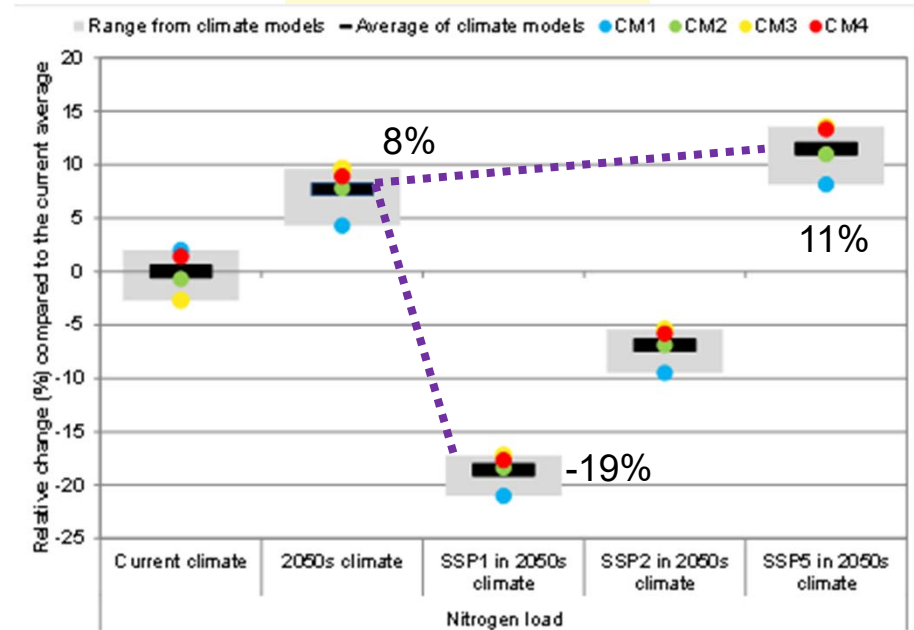 Range from climate models Average of climate models CM1 CM2 CM3 CM4
Relative change (%) compared to the current average
20
15
10
5
0
-5
-10
-15
-20
-25
8%
11%
-19%
Current climate 2050s climate SSP1 in 2050s SSP2 in 2050s SSP5 in 2050s
climate climate climate
Nitrogen load